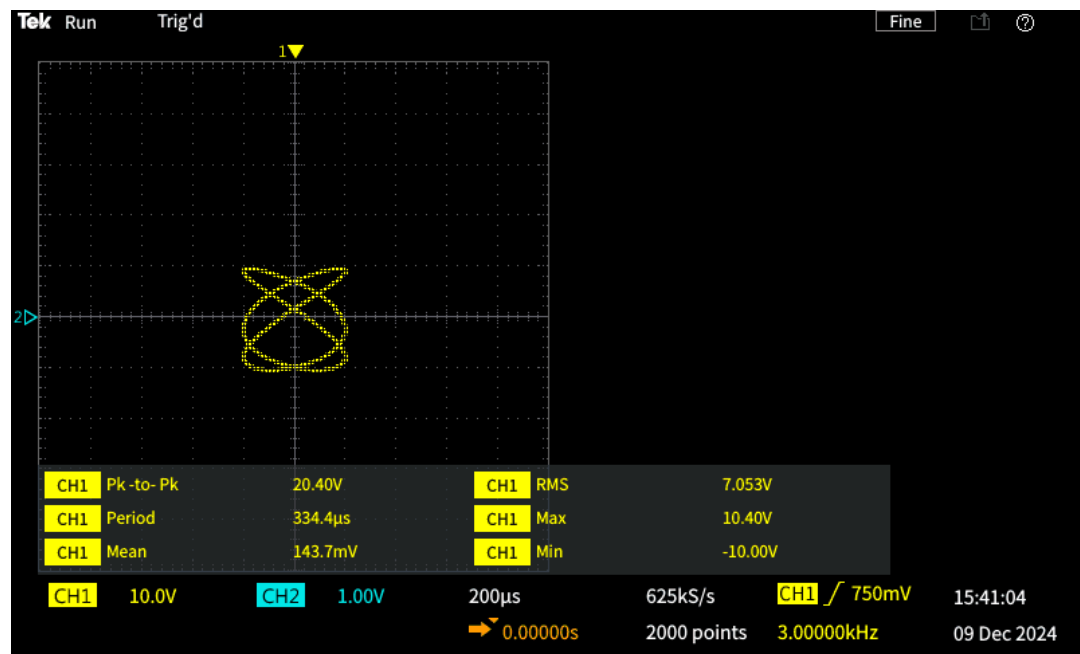 Tek Run Trig'd Fine
1
2
CH1 Pk-to-Pk 20.40V CH1 RMS 7.053V
CH1 Period 334.4µs CH1 Max 10.40V
CH1 Mean 143.7mV CH1 Min -10.00V
CH1 10.0V CH2 1.00V 200µs 625kS/s CH1 750mV 15:41:04
0.00000s 2000 points 3.00000kHz 09 Dec 2024